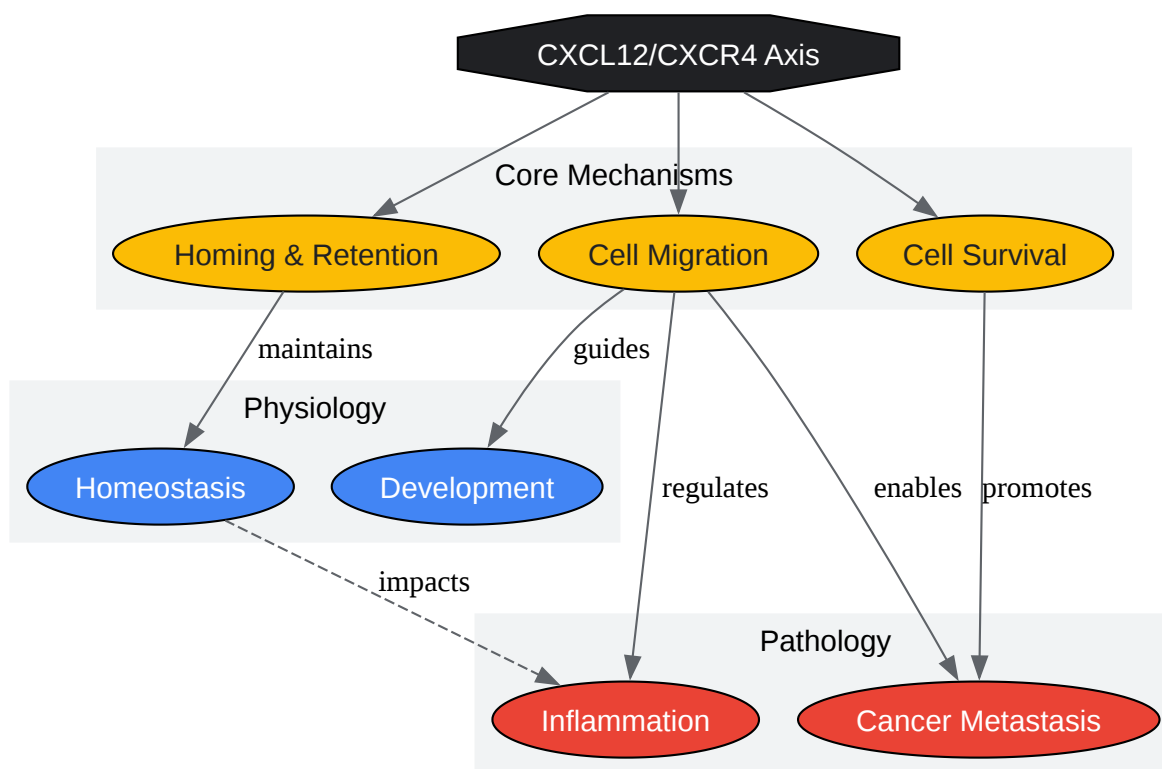 CXCL12/CXCR4 Axis
Core Mechanisms
Homing & Retention
Cell Migration
Cell Survival
maintains
guides
Physiology
Homeostasis
Development
regulates
enables
promotes
impacts
Pathology
Inflammation
Cancer Metastasis